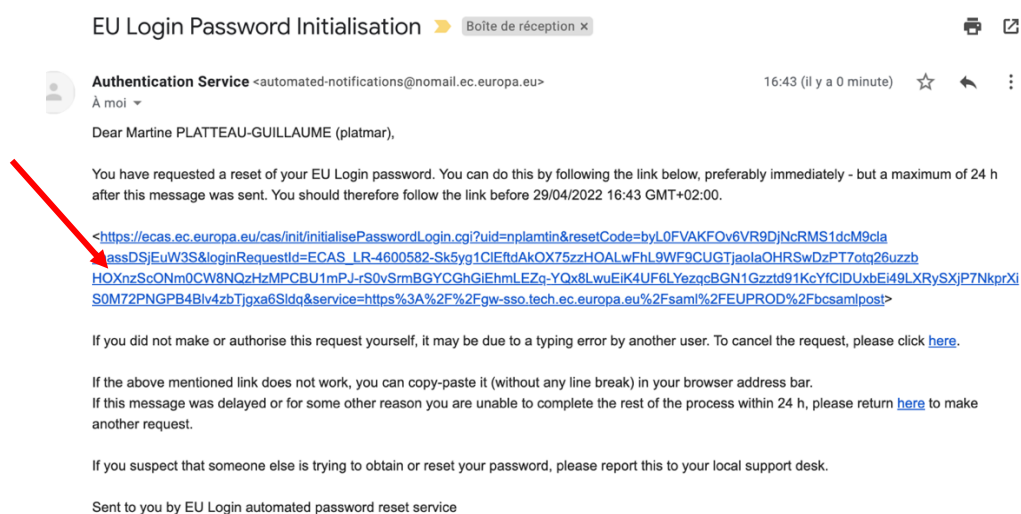 EU Login Password Initialisation Boîte de réception ×
Authentication Service <automated-notifications@nomail.ec.europa.eu> 16:43 (il y a 0 minute)
À moi
Dear Martine PLATTEAU-GUILLAUME (platmar),
You have requested a reset of your EU Login password. You can do this by following the link below, preferably immediately - but a maximum of 24 h
after this message was sent. You should therefore follow the link before 29/04/2022 16:43 GMT+02:00.
<https://ecas.ec.europa.eu/cas/init/initialisePasswordLogin.cgi?uid=nplamtin&resetCode=byL0FVAKFOv6VR9DjNcRMS1dcM9cla
assDSjEuW3S&loginRequestId=ECAS_LR-4600582-Sk5yg1ClEftdAkOX75zzHOALwFhL9WF9CUGTjaoIaOHRSwDzPT7otq26uzzb
HOXnzScONm0CW8NQzHzMPCBU1mPJ-rS0vSrmBGYCGhGiEhmLEZq-YQx8LwuEiK4UF6LYezqcBGN1Gzztd91KcYfClDUxbEi49LXRySXjP7NkprXi
S0M72PNGPB4Blv4zbTjgxa6Sldq&service=https%3A%2F%2Fgw-sso.tech.ec.europa.eu%2Fsaml%2FEUPROD%2Fbcsamlpost>
If you did not make or authorise this request yourself, it may be due to a typing error by another user. To cancel the request, please click here.
If the above mentioned link does not work, you can copy-paste it (without any line break) in your browser address bar.
If this message was delayed or for some other reason you are unable to complete the rest of the process within 24 h, please return here to make
another request.
If you suspect that someone else is trying to obtain or reset your password, please report this to your local support desk.
Sent to you by EU Login automated password reset service